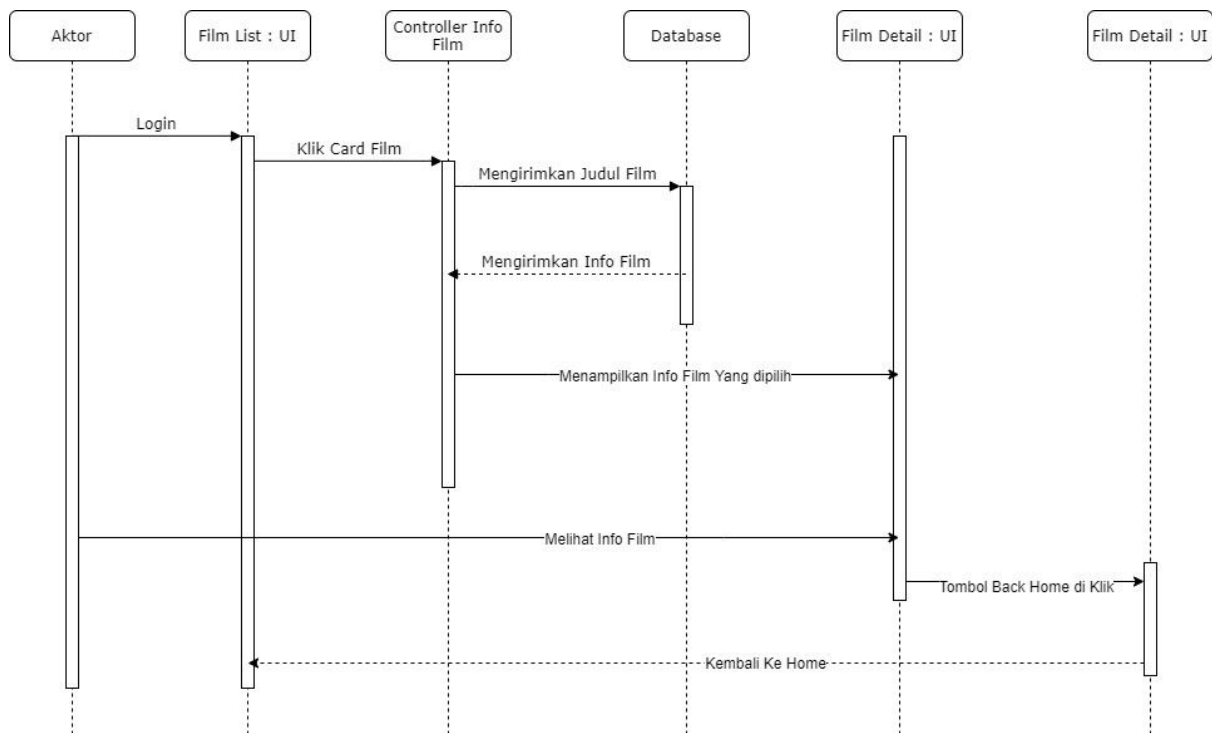 Aktor
Film List : UI
Controller Info
Film
Database
Film Detail : UI
Film Detail : UI
Login
Klik Card Film
Mengirimkan Judul Film
Mengirimkan Info Film
Menampilkan Info Film Yang dipilih
Melihat Info Film
Tombol Back Home di Klik
Kembali Ke Home